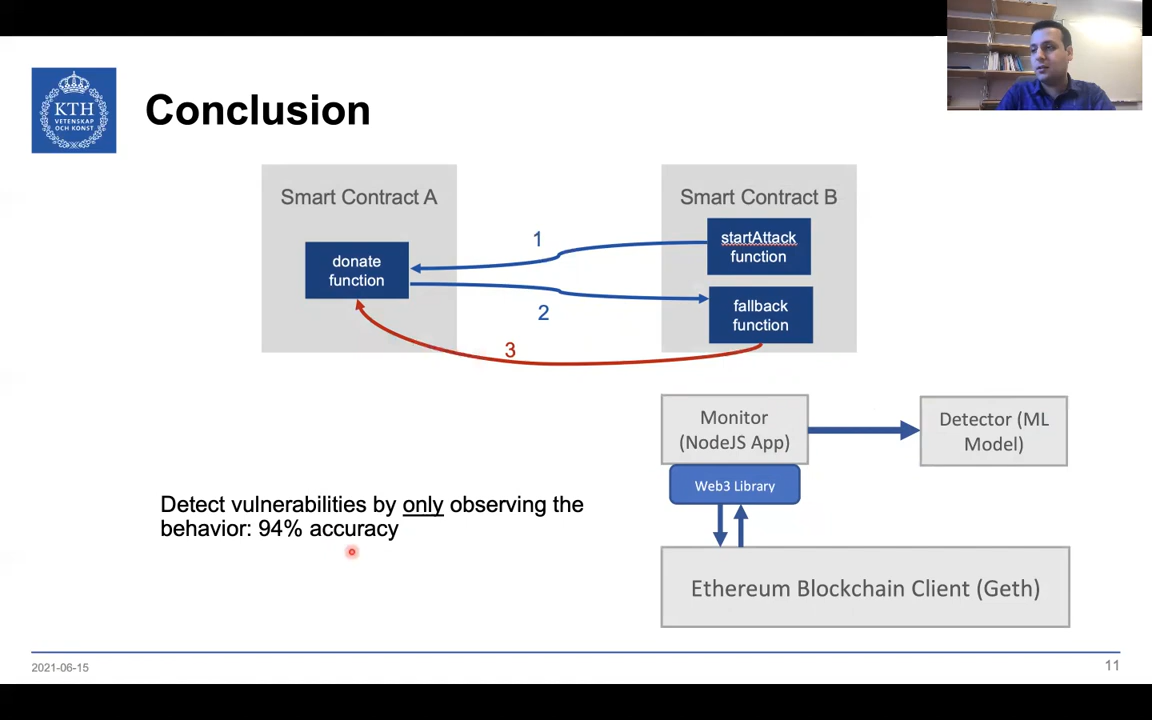 KTH
VETENSKAP
OCH KONST
Conclusion
Smart Contract A
Smart Contract B
donate
function
startAttack
function
fallback
function
1
2
3
Monitor
(NodeJS App)
Detector (ML
Model)
Web3 Library
Detect vulnerabilities by only observing the
behavior: 94% accuracy
Ethereum Blockchain Client (Geth)
2021-06-15
11